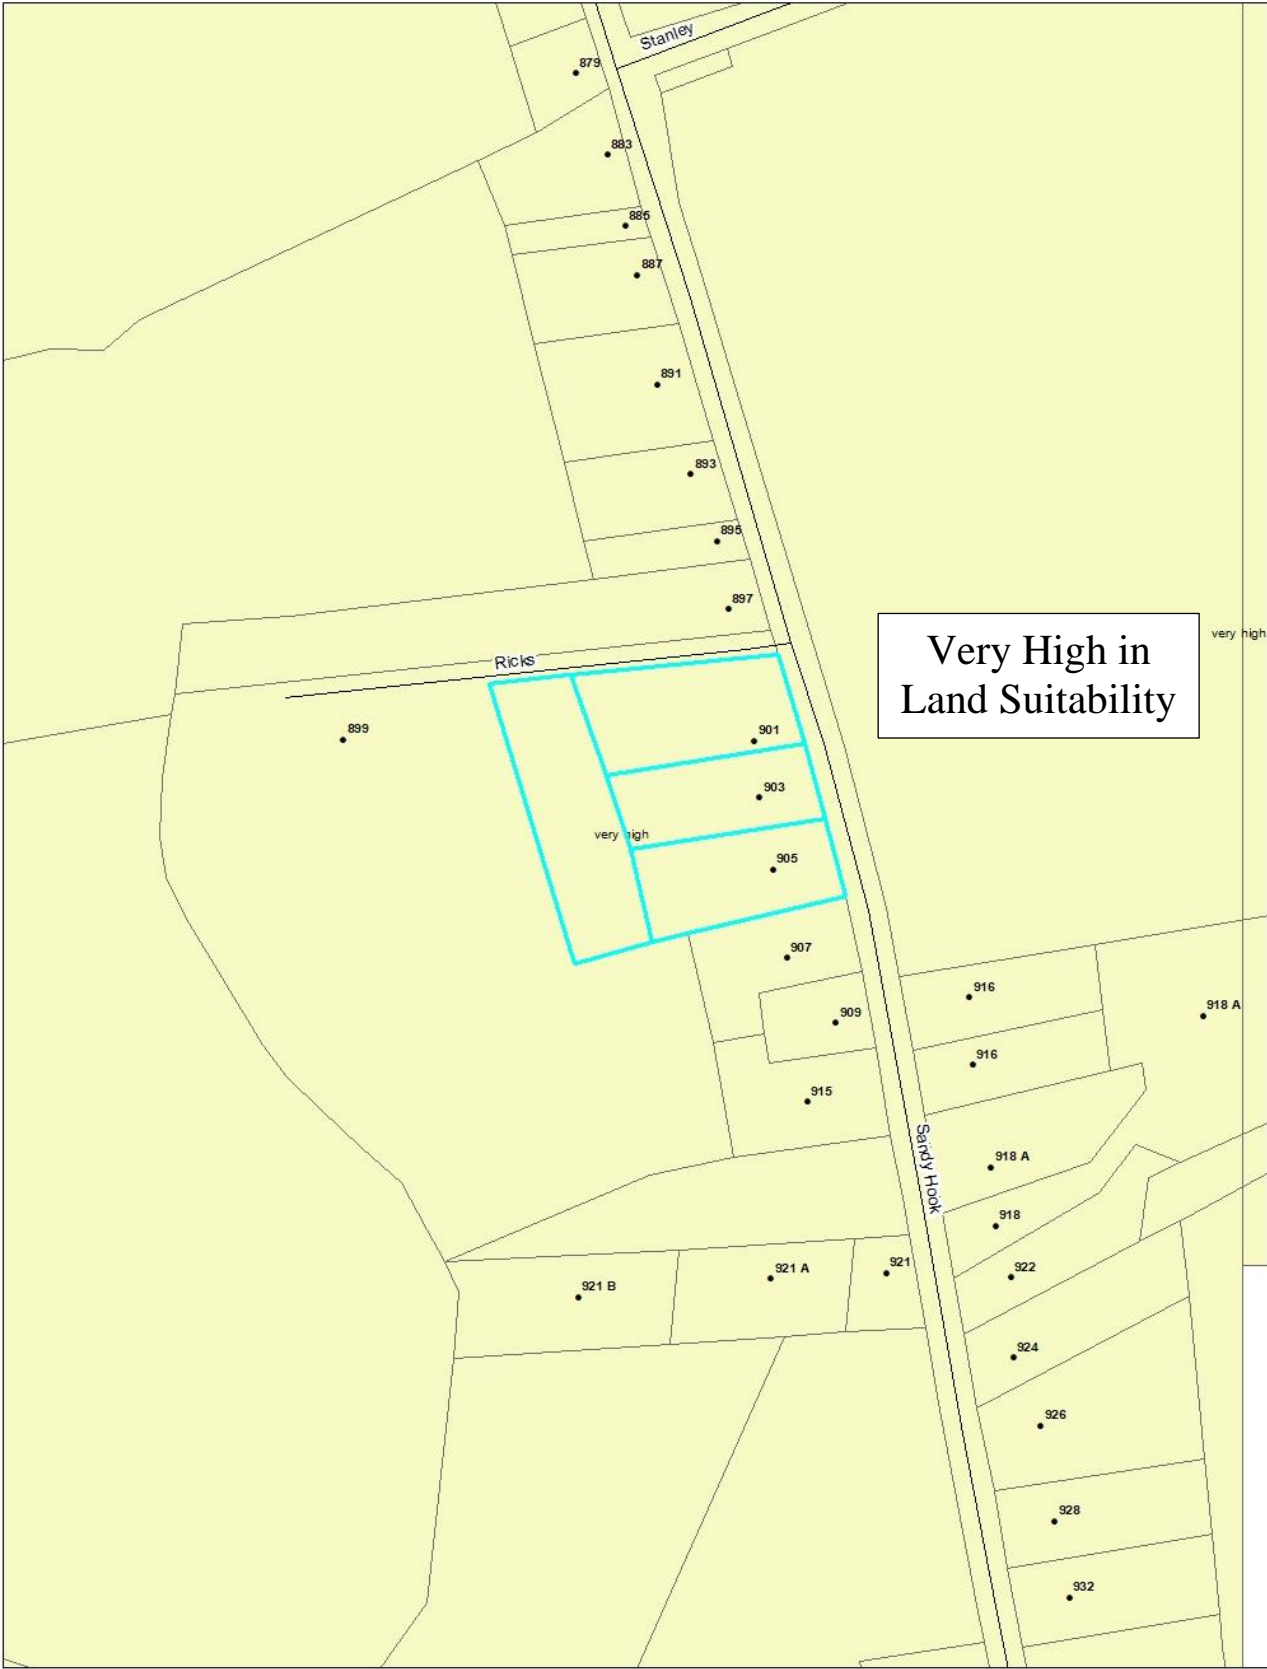 Stanley
879
883
885
887
891
893
895
897
Very High in
Land Suitability
very high
Ricks
899
901
903
very high
905
907
916
909
918 A
916
915
Sandy Hook
918 A
918
922
921
921 A
921 B
924
926
928
932